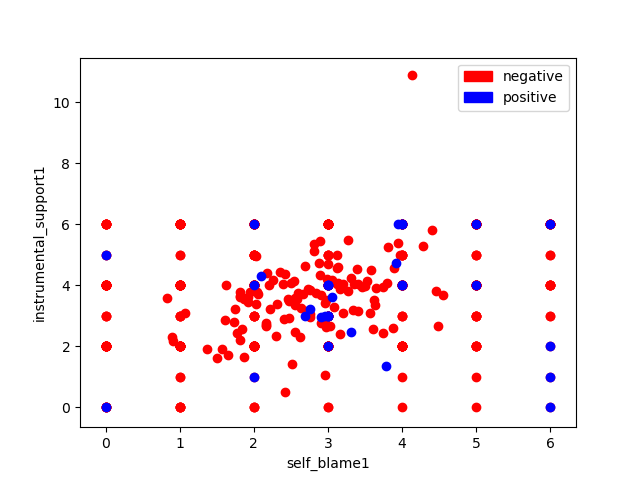 negative
positive
10
8
6
4
2
0
instrumental_support1
0 1 2 3 4 5 6
self_blame1